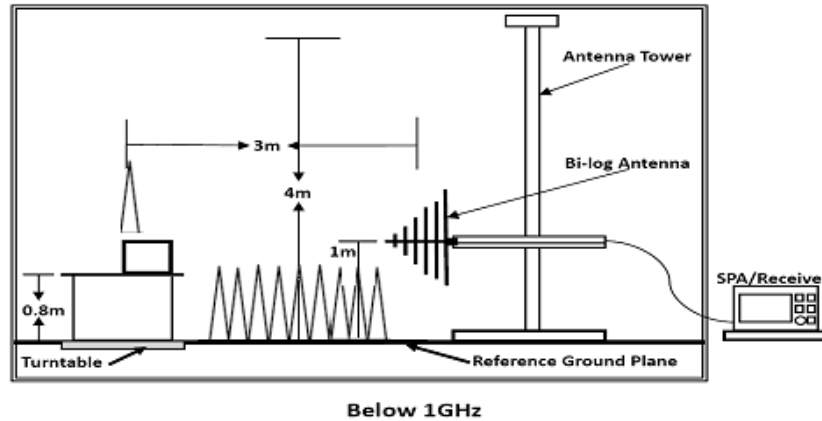 Antenna Tower
3m
Bi-log Antenna
4m
1m
SPA/Receive
0.8m
Turntable
Reference Ground Plane
Below 1GHz